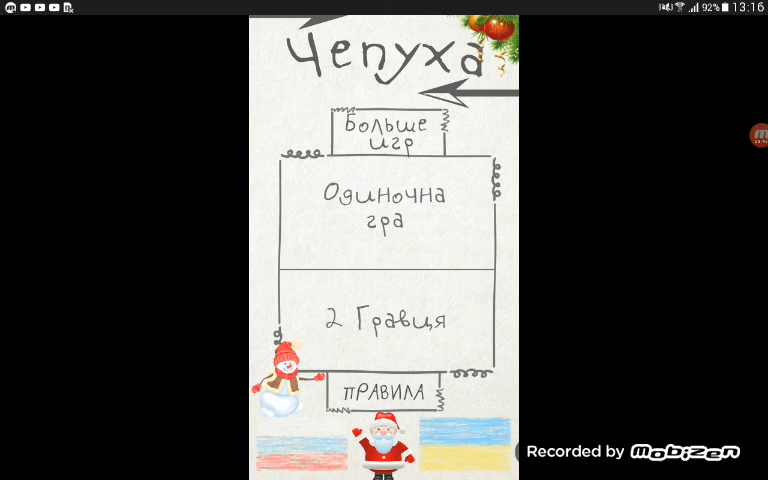 92% 13:16
Чепуха
Больше
игр
Одиночна
гра
2 Гравця
ПРАВИЛА
Recorded by mobizen